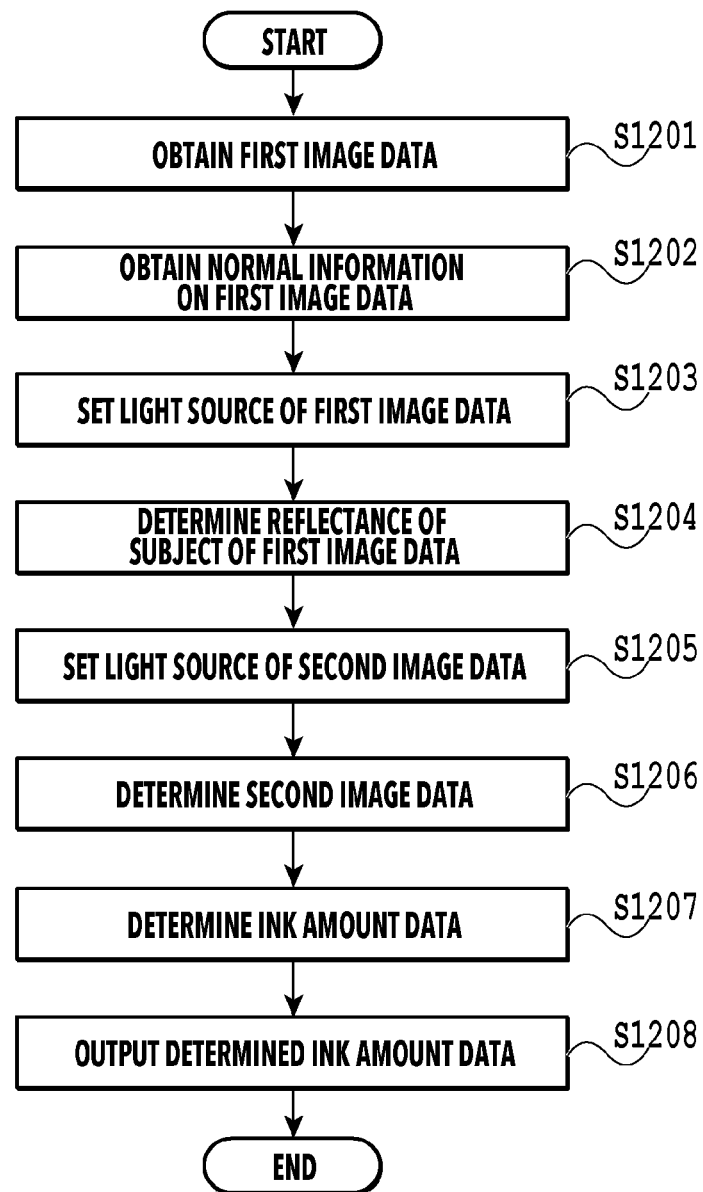 START
OBTAIN FIRST IMAGE DATA
S1201
OBTAIN NORMAL INFORMATION
ON FIRST IMAGE DATA
S1202
SET LIGHT SOURCE OF FIRST IMAGE DATA
S1203
DETERMINE REFLECTANCE OF
SUBJECT OF FIRST IMAGE DATA
S1204
SET LIGHT SOURCE OF SECOND IMAGE DATA
S1205
DETERMINE SECOND IMAGE DATA
S1206
DETERMINE INK AMOUNT DATA
S1207
OUTPUT DETERMINED INK AMOUNT DATA
S1208
END